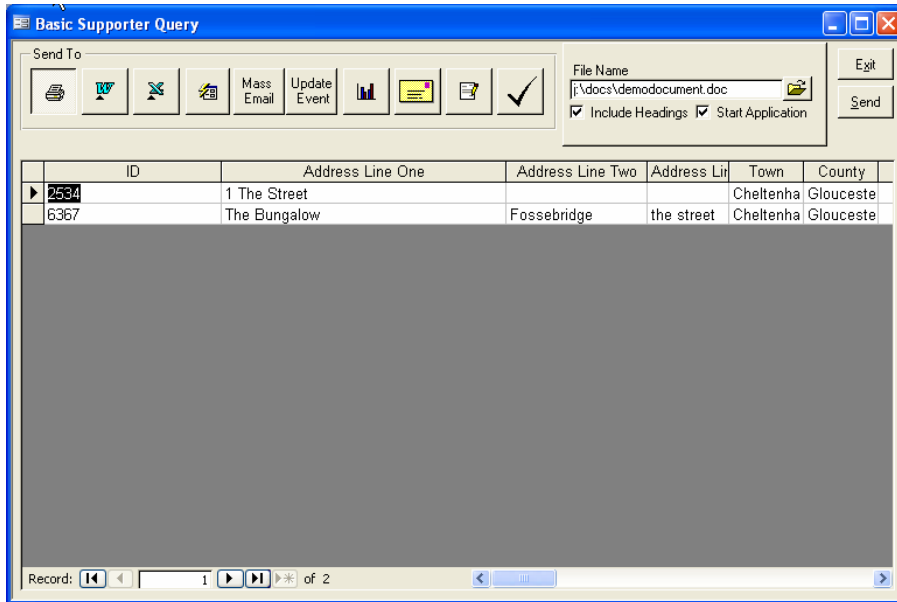 Basic Supporter Query
Send To
Mass Email
Update Event
File Name
j:\docs\demodocument.doc
Include Headings
Start Application
Exit
Send
ID Address Line One Address Line Two Address Lin Town County
2534 1 The Street Cheltenha Glouceste
6367 The Bungalow Fossebridge the street Cheltenha Glouceste
Record: 1 of 2